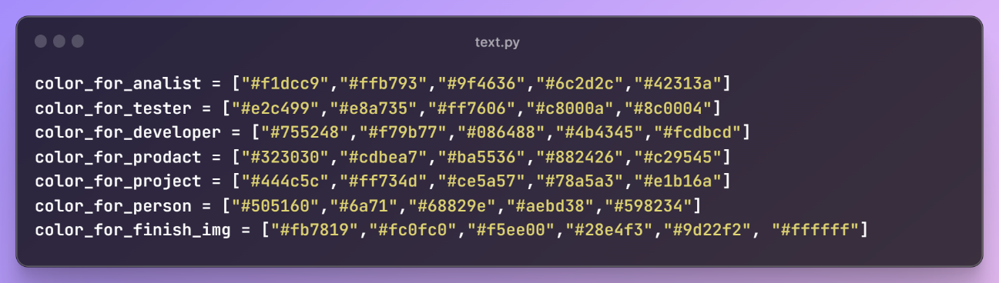 text.py
color_for_analist = ["#f1dcc9","#ffb793","#9f4636","#6c2d2c","#42313a"]
color_for_tester = ["#e2c499","#e8a735","#ff7606","#c8000a","#8c0004"]
color_for_developer = ["#755248","#f79b77","#086488","#4b4345","#fcdbcd"]
color_for_prodact = ["#323030","#cdbea7","#ba5536","#882426","#c29545"]
color_for_project = ["#444c5c","#ff734d","#ce5a57","#78a5a3","#e1b16a"]
color_for_person = ["#505160","#6a71","#68829e","#aebd38","#598234"]
color_for_finish_img = ["#fb7819","#fc0fc0","#f5ee00","#28e4f3","#9d22f2", "#ffffff"]